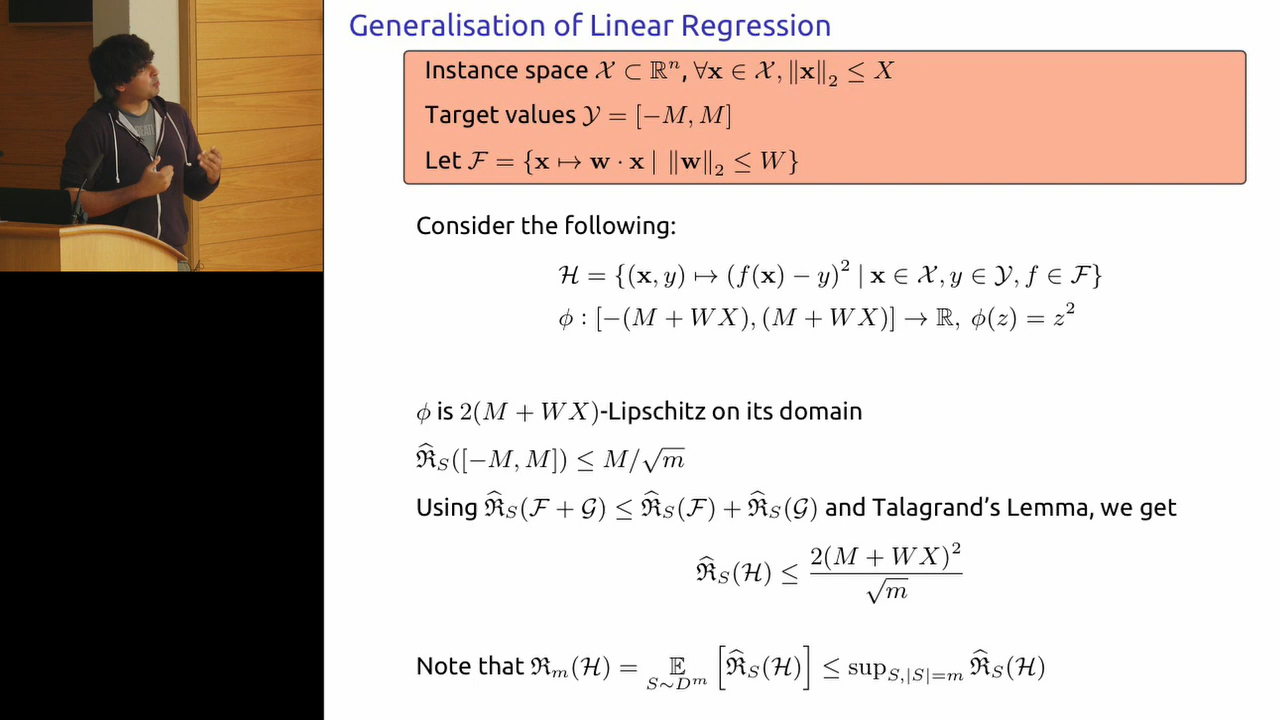 Generalisation of Linear Regression
Instance space 𝒳 ⊂ ℝⁿ, ∀𝐱 ∈ 𝒳, ‖𝐱‖₂ ≤ X
Target values 𝒴 = [−M, M]
Let ℱ = {𝐱 ↦ 𝐰 · 𝐱 | ‖𝐰‖₂ ≤ W}
Consider the following:
ℋ = {(𝐱, y) ↦ (f(𝐱) − y)² | 𝐱 ∈ 𝒳, y ∈ 𝒴, f ∈ ℱ}
ϕ : [−(M + WX), (M + WX)] → ℝ, ϕ(z) = z²
ϕ is 2(M + WX)-Lipschitz on its domain
ℜ̂_S([−M, M]) ≤ M/√m
Using ℜ̂_S(ℱ + 𝒢) ≤ ℜ̂_S(ℱ) + ℜ̂_S(𝒢) and Talagrand's Lemma, we get
ℜ̂_S(ℋ) ≤ 2(M + WX)² / √m
Note that ℜ_m(ℋ) = 𝔼_{S∼D^m} [ℜ̂_S(ℋ)] ≤ sup_{S,|S|=m} ℜ̂_S(ℋ)